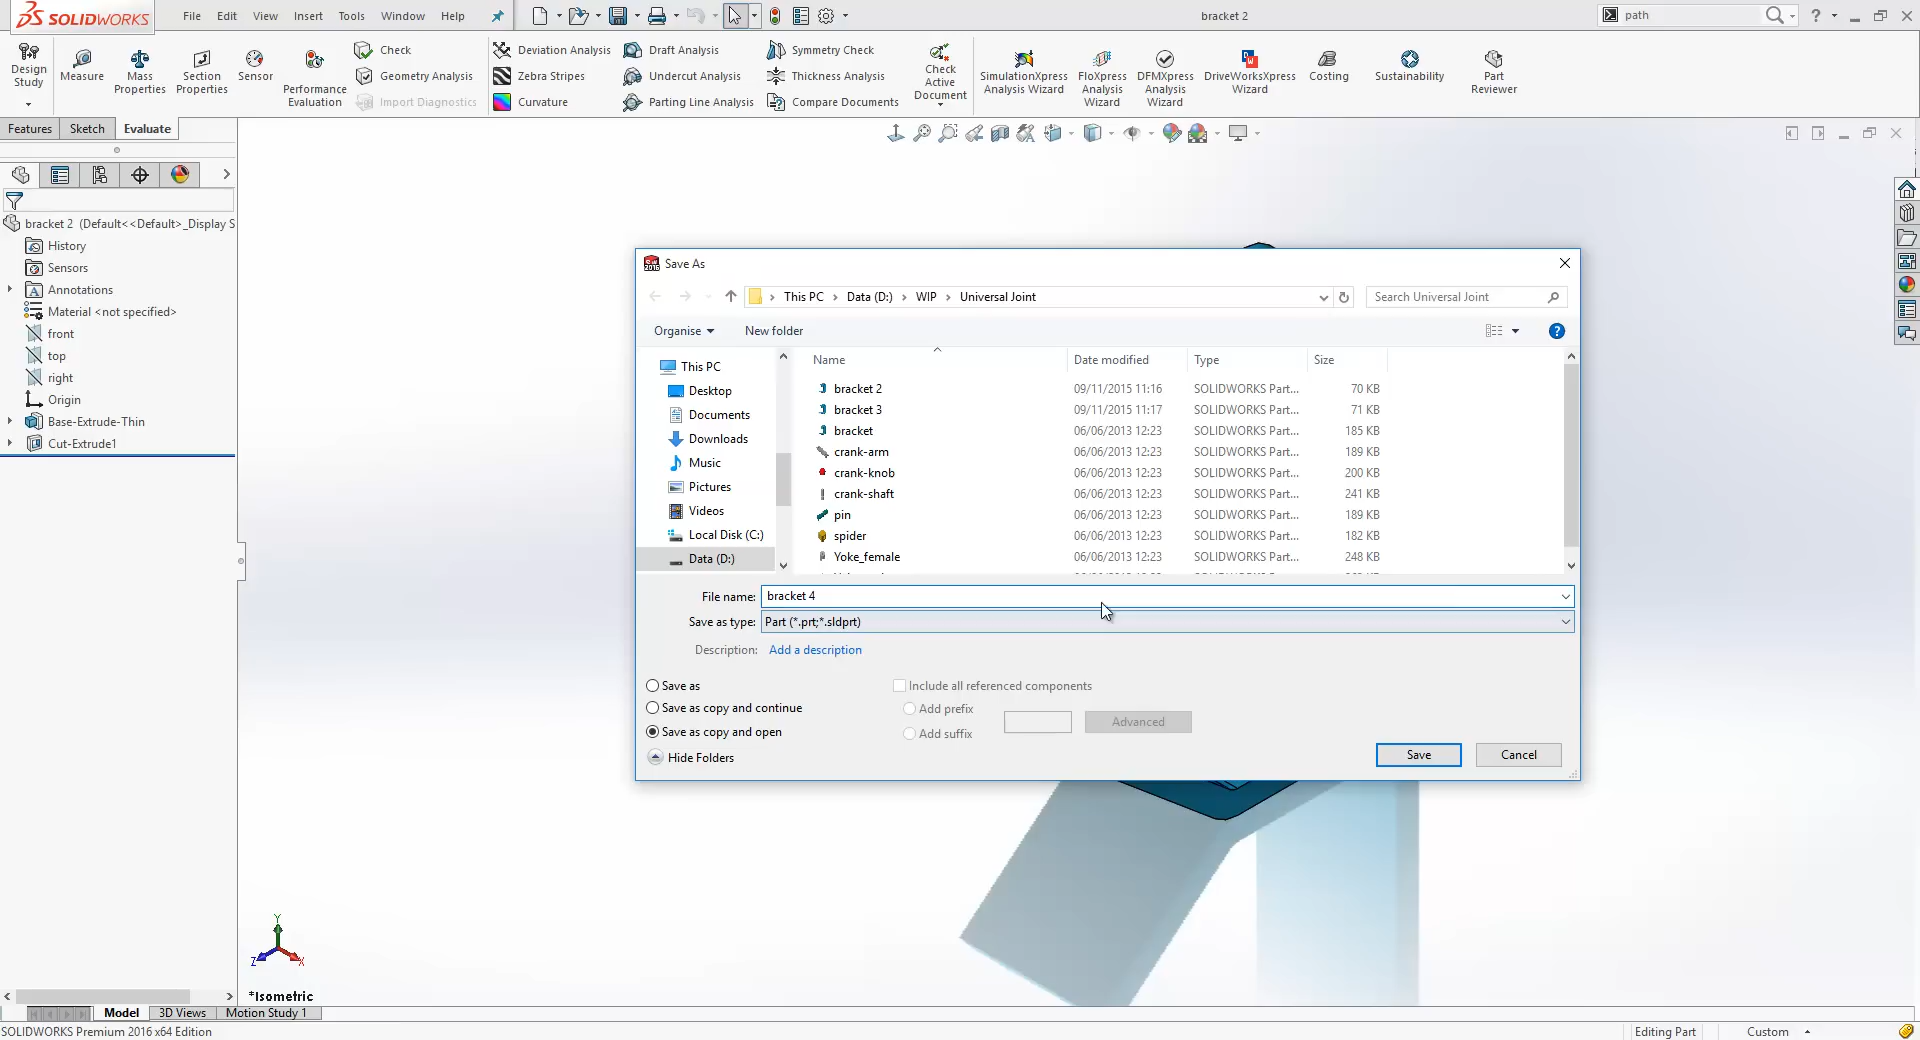 SOLIDWORKS File Edit View Insert Tools Window Help bracket 2 path ?
Design Study
Measure
Mass Properties
Section Properties
Sensor
Performance Evaluation
Check
Geometry Analysis
Import Diagnostics
Deviation Analysis
Zebra Stripes
Curvature
Draft Analysis
Undercut Analysis
Parting Line Analysis
Symmetry Check
Thickness Analysis
Compare Documents
Check Active Document
SimulationXpress Analysis Wizard
FloXpress Analysis Wizard
DFMXpress Analysis Wizard
DriveWorksXpress Wizard
Costing
Sustainability
Part Reviewer
Features Sketch Evaluate
bracket 2 (Default<<Default>_Display S
History
Sensors
Annotations
Material <not specified>
front
top
right
Origin
Base-Extrude-Thin
Cut-Extrude1
Save As
This PC > Data (D:) > WIP > Universal Joint
Search Universal Joint
Organise New folder
This PC
Desktop
Documents
Downloads
Music
Pictures
Videos
Local Disk (C:)
Data (D:)
Name Date modified Type Size
bracket 2 09/11/2015 11:16 SOLIDWORKS Part... 70 KB
bracket 3 09/11/2015 11:17 SOLIDWORKS Part... 71 KB
bracket 06/06/2013 12:23 SOLIDWORKS Part... 185 KB
crank-arm 06/06/2013 12:23 SOLIDWORKS Part... 189 KB
crank-knob 06/06/2013 12:23 SOLIDWORKS Part... 200 KB
crank-shaft 06/06/2013 12:23 SOLIDWORKS Part... 241 KB
pin 06/06/2013 12:23 SOLIDWORKS Part... 189 KB
spider 06/06/2013 12:23 SOLIDWORKS Part... 182 KB
Yoke_female 06/06/2013 12:23 SOLIDWORKS Part... 248 KB
File name: bracket 4
Save as type: Part (*.prt;*.sldprt)
Description: Add a description
Save as
Save as copy and continue
Save as copy and open
Include all referenced components
Add prefix
Add suffix
Advanced
Hide Folders
Save Cancel
Y
Z X
*Isometric
Model 3D Views Motion Study 1
SOLIDWORKS Premium 2016 x64 Edition Editing Part Custom